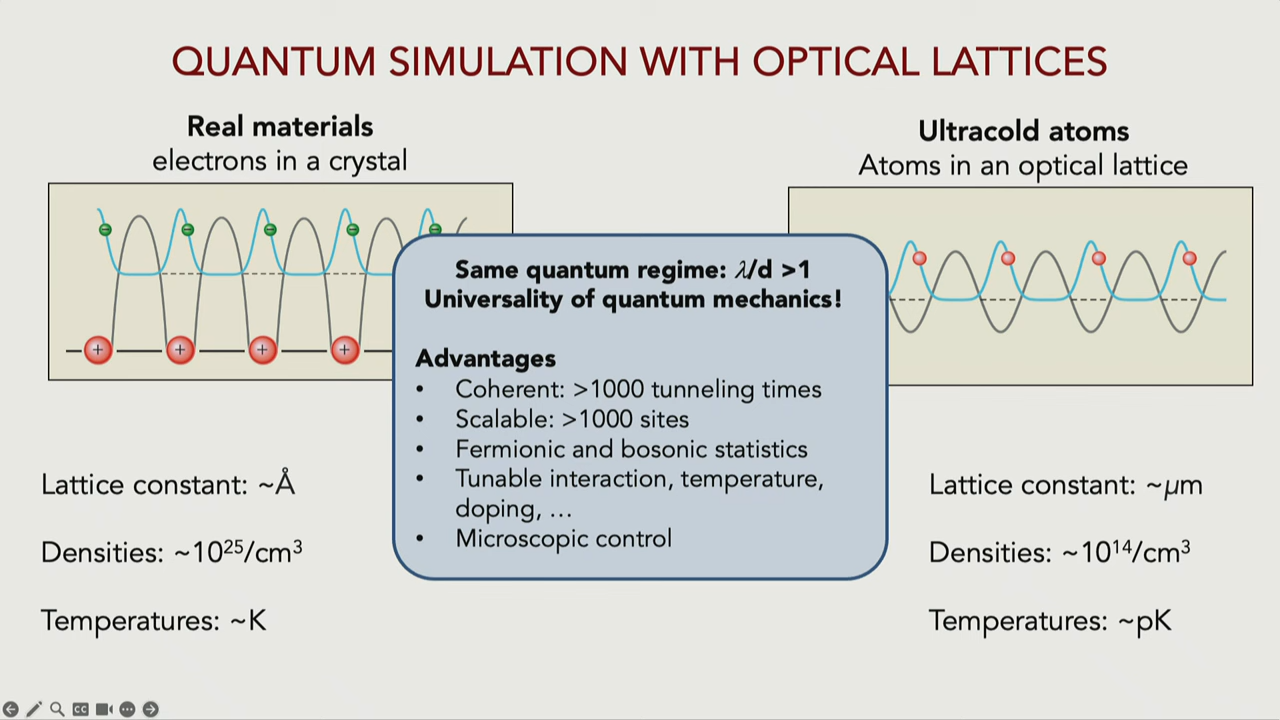 QUANTUM SIMULATION WITH OPTICAL LATTICES
Real materials
electrons in a crystal
Ultracold atoms
Atoms in an optical lattice
Same quantum regime: λ/d >1
Universality of quantum mechanics!
Advantages
• Coherent: >1000 tunneling times
• Scalable: >1000 sites
• Fermionic and bosonic statistics
• Tunable interaction, temperature,
doping, …
• Microscopic control
Lattice constant: ~Å
Densities: ~10²⁵/cm³
Temperatures: ~K
Lattice constant: ~µm
Densities: ~10¹⁴/cm³
Temperatures: ~pK
CC